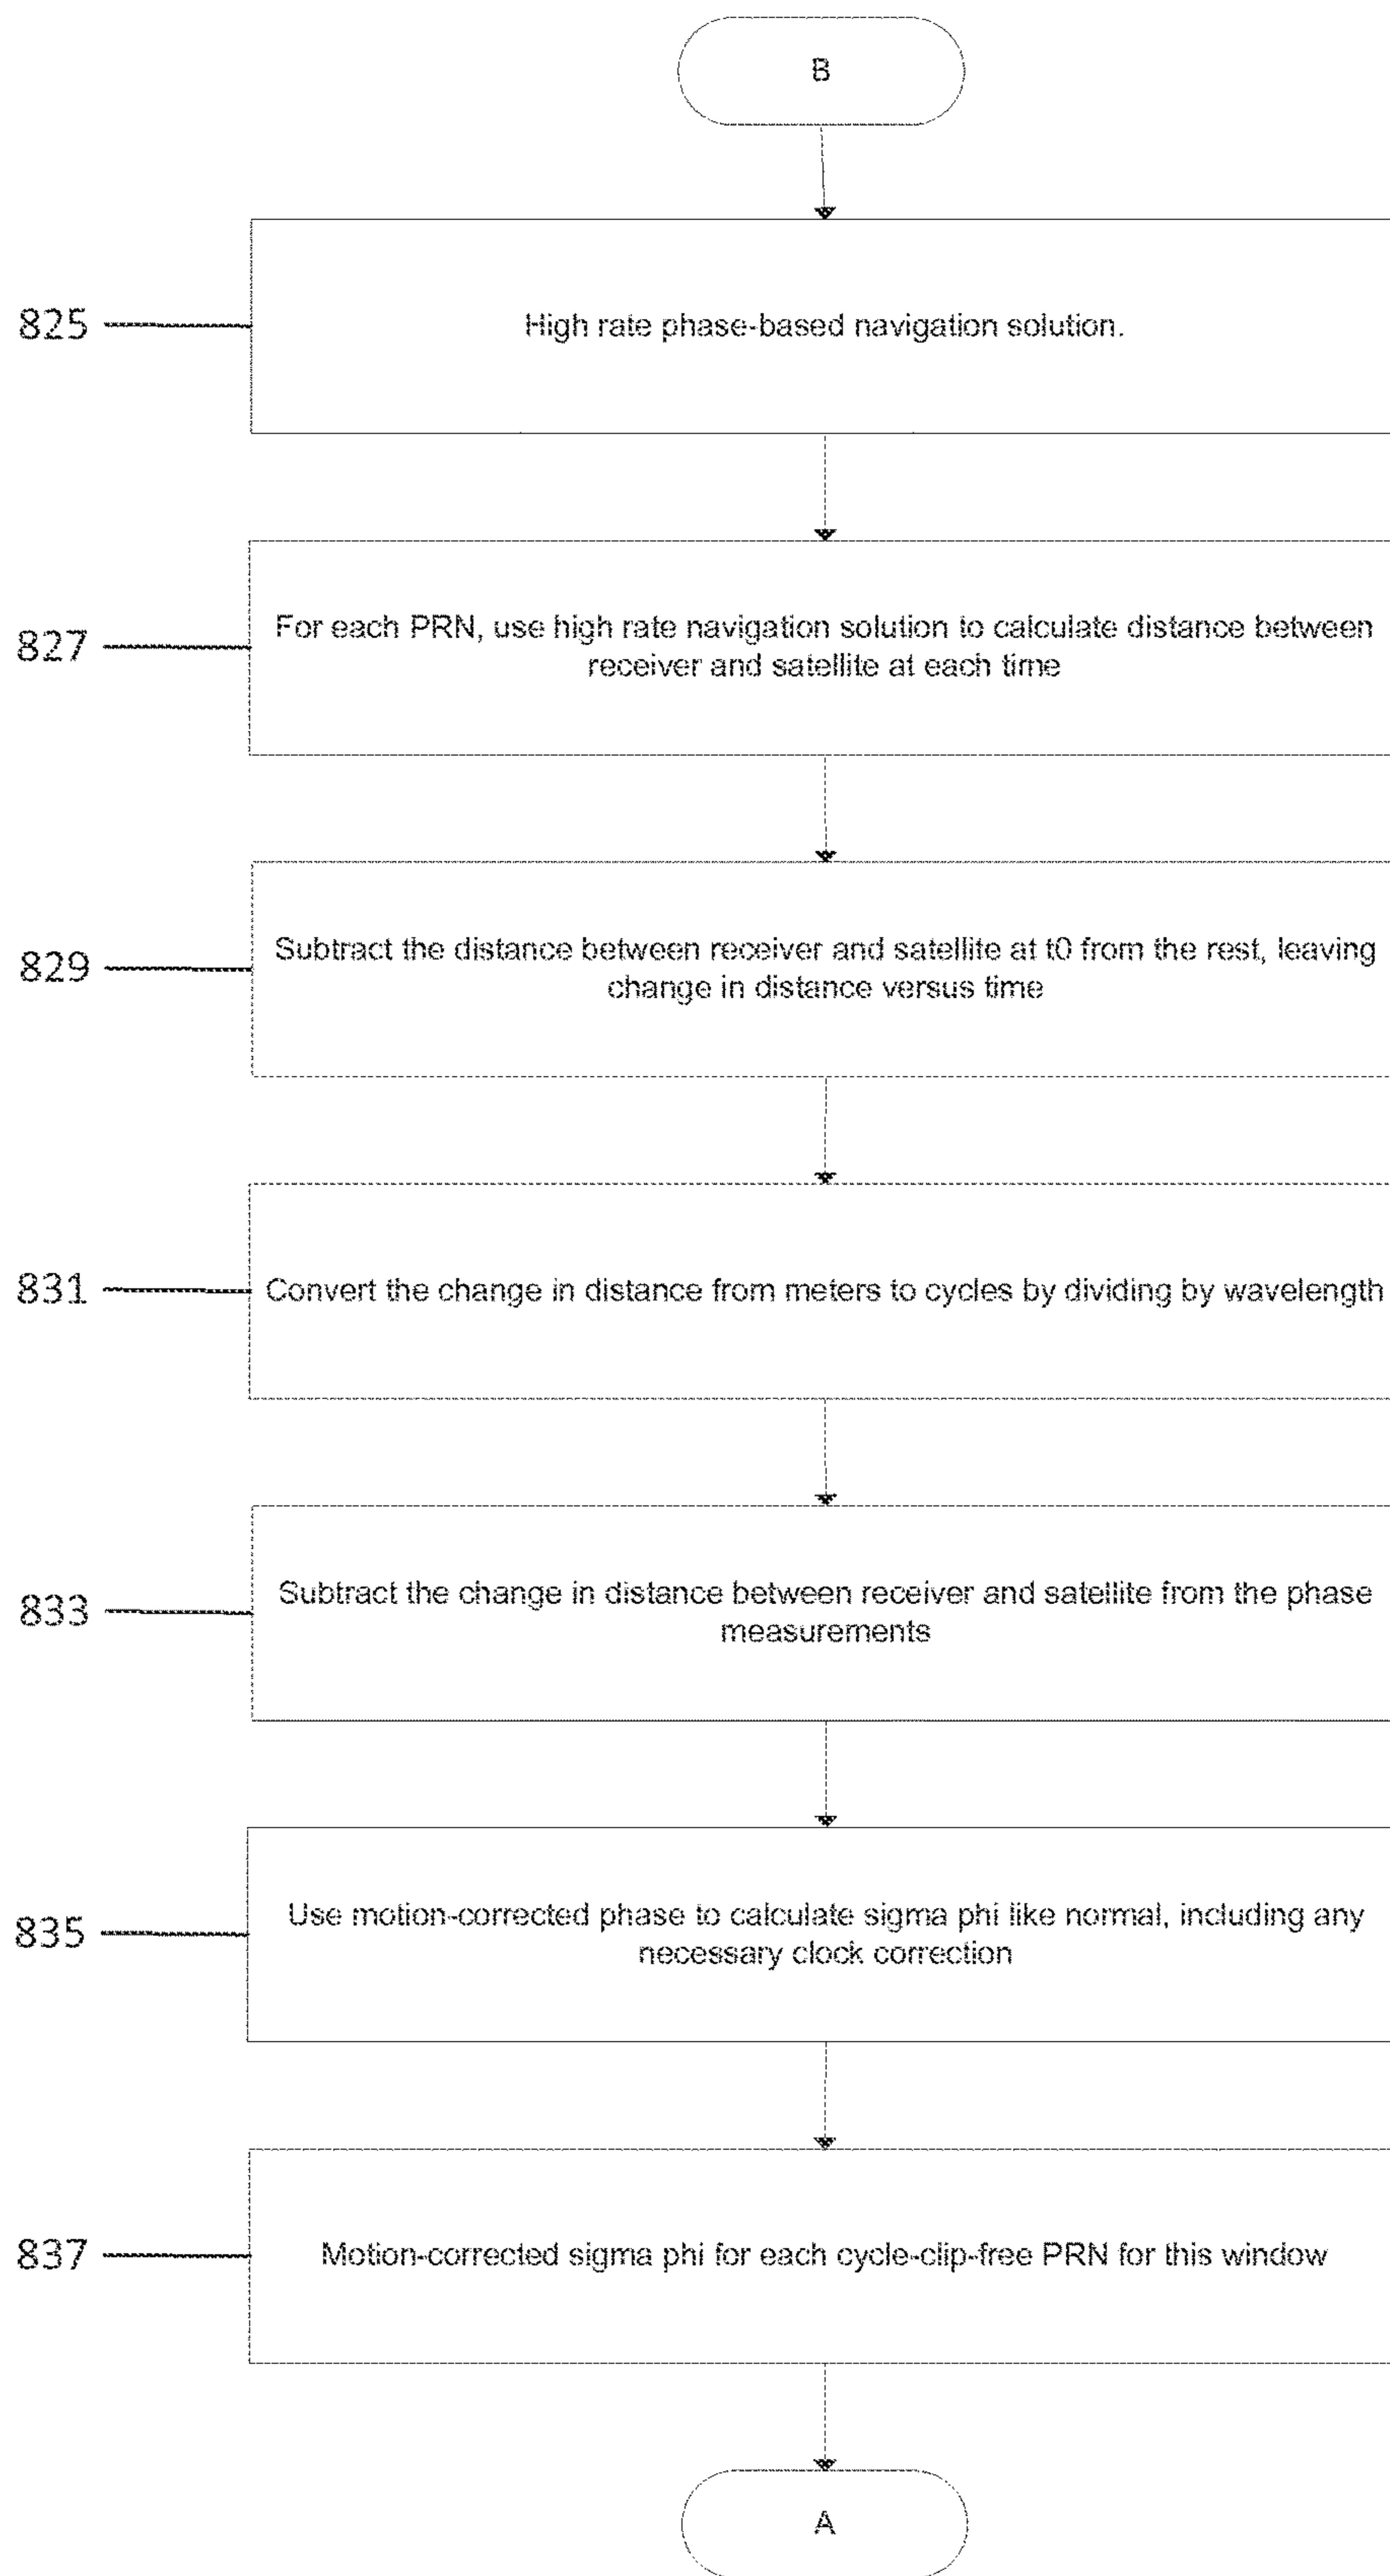 B
825
High rate phase-based navigation solution.
827
For each PRN, use high rate navigation solution to calculate distance between
receiver and satellite at each time
829
Subtract the distance between receiver and satellite at t0 from the rest, leaving
change in distance versus time
831
Convert the change in distance from meters to cycles by dividing by wavelength
833
Subtract the change in distance between receiver and satellite from the phase
measurements
835
Use motion-corrected phase to calculate sigma phi like normal, including any
necessary clock correction
837
Motion-corrected sigma phi for each cycle-clip-free PRN for this window
A